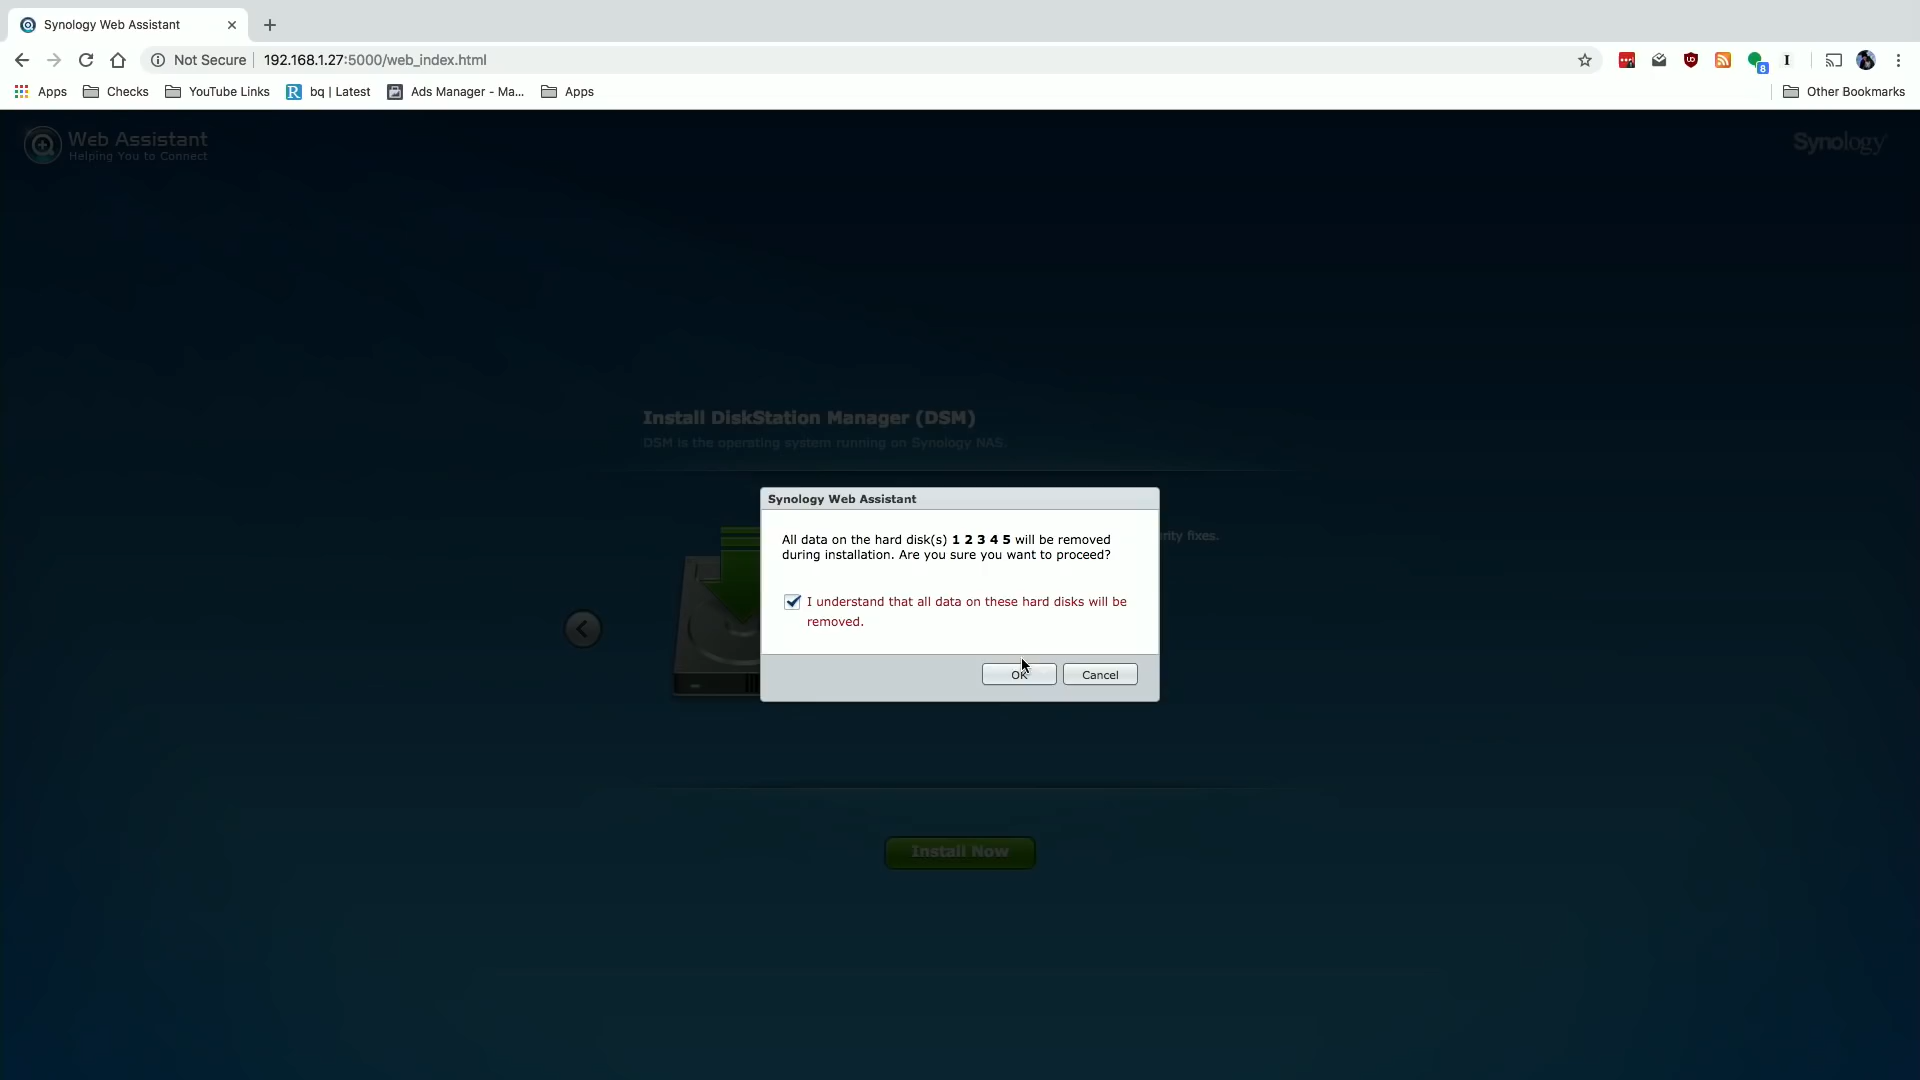 Synology Web Assistant
Not Secure
192.168.1.27:5000/web_index.html
8
Apps
Checks
YouTube Links
bq | Latest
Ads Manager - Ma...
Apps
Other Bookmarks
Web Assistant
Helping You to Connect
Synology
Install DiskStation Manager (DSM)
DSM is the operating system running on Synology NAS.
Synology Web Assistant
All data on the hard disk(s) 1 2 3 4 5 will be removed
during installation. Are you sure you want to proceed?
fixes.
I understand that all data on these hard disks will be
removed.
OK
Cancel
Install Now